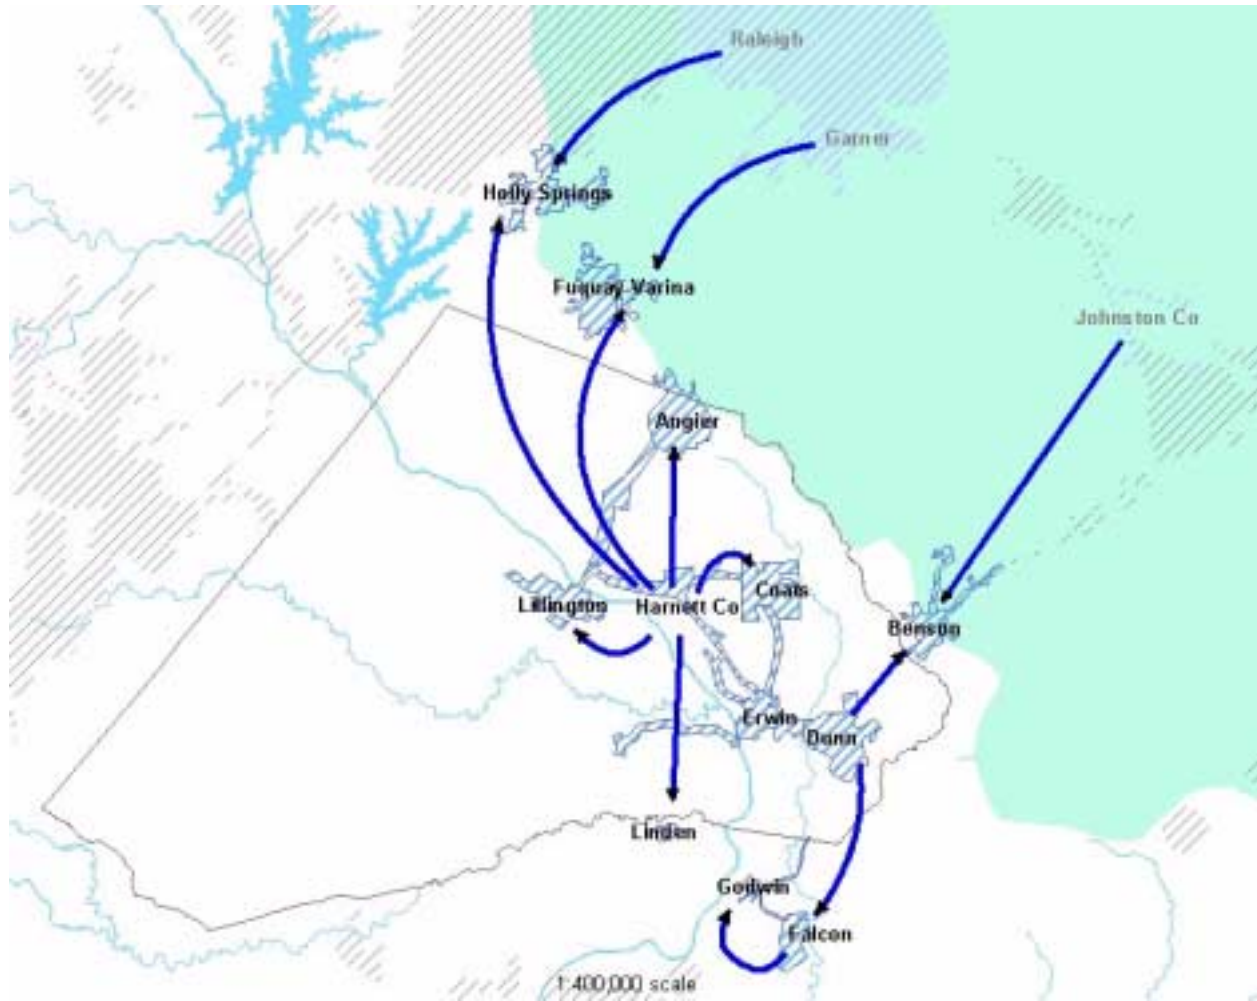 Raleigh
Garner
Holly Springs
Fuquay Varina
Johnston Co
Angier
Coats
Lillington
Harnett Co
Benson
Erwin
Dunn
Linden
Godwin
Falcon
1:400,000 scale